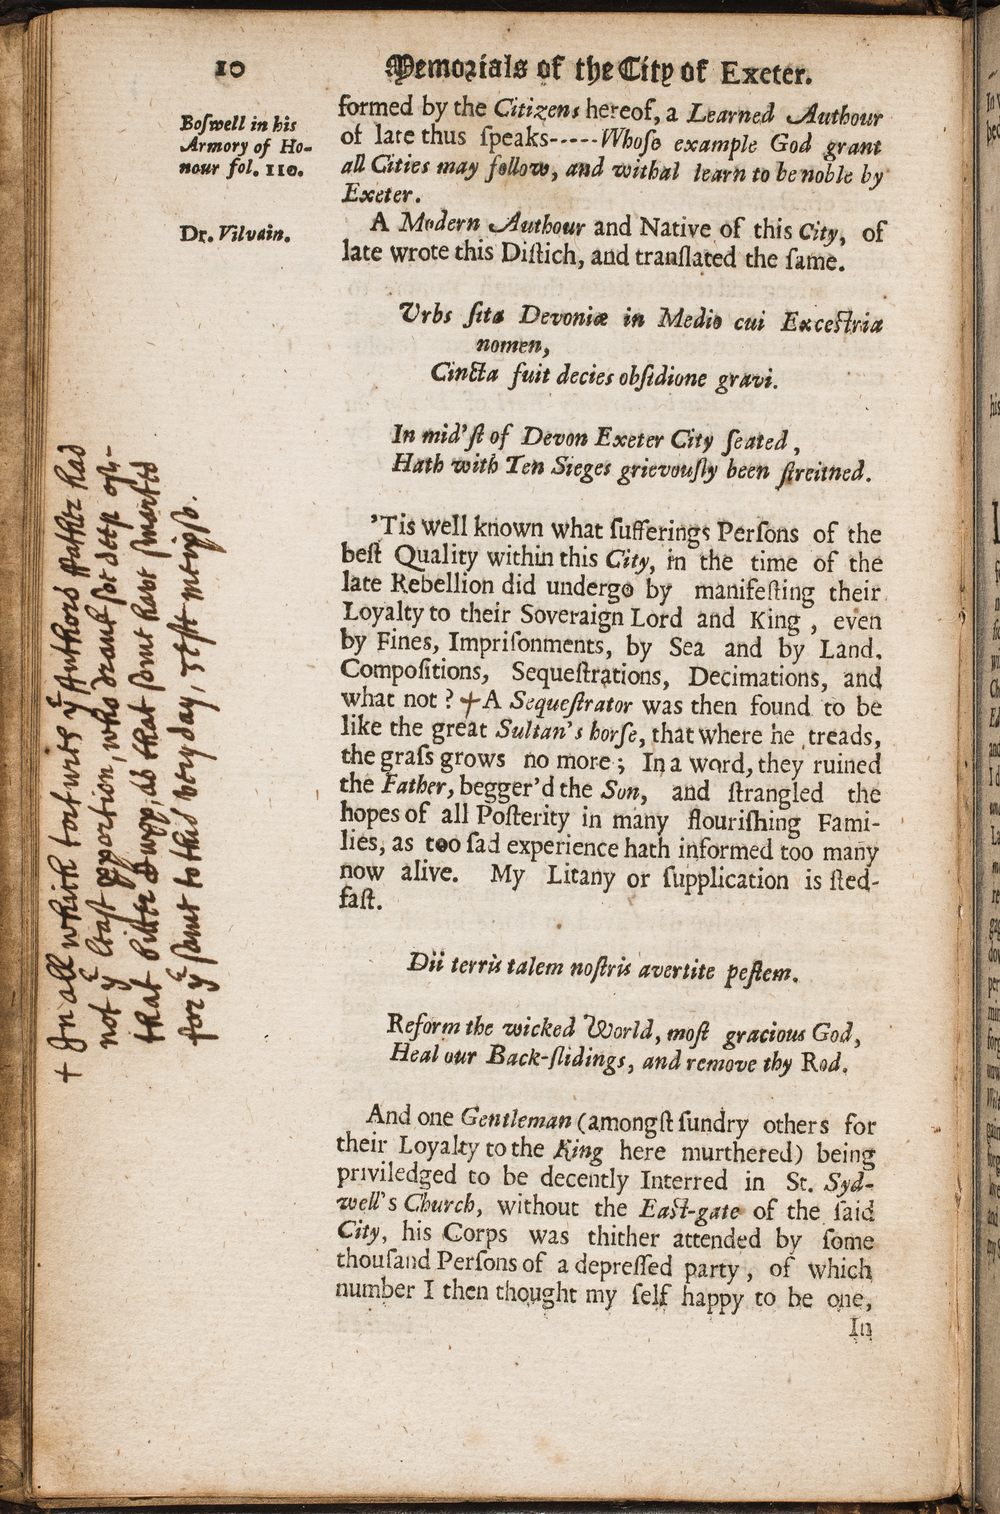 10
Memorials of the City of Exeter.
Boſwell in his
Armory of Ho-
nour fol. 110.
Dr. Vilvain.
formed by the Citizens hereof, a Learned Authour
of late thus ſpeaks-----Whoſe example God grant
all Cities may follow, and withal learn to be noble by
Exeter.
A Modern Authour and Native of this City, of
late wrote this Diſtich, and tranſlated the ſame.
Vrbs ſita Devoniæ in Medio cui Exceſtria
nomen,
Cincta fuit decies obſidione gravi.
In mid'ſt of Devon Exeter City ſeated,
Hath with Ten Sieges grievouſly been ſtreitned.
'Tis well known what ſufferings Perſons of the
beſt Quality within this City, in the time of the
late Rebellion did undergo by manifeſting their
Loyalty to their Soveraign Lord and King, even
by Fines, Impriſonments, by Sea and by Land.
Compoſitions, Sequeſtrations, Decimations, and
what not? + A Sequeſtrator was then found to be
like the great Sultan's horſe, that where he treads,
the graſs grows no more; In a word, they ruined
the Father, begger'd the Son, and ſtrangled the
hopes of all Poſterity in many flouriſhing Fami-
lies, as too ſad experience hath informed too many
now alive. My Litany or ſupplication is ſted-
faſt.
Dii terris talem noſtris avertite peſtem.
Reform the wicked World, moſt gracious God,
Heal our Back-ſlidings, and remove thy Rod.
And one Gentleman (amongſt ſundry others for
their Loyalty to the King here murthered) being
priviledged to be decently Interred in St. Syd-
well's Church, without the Eaſt-gate of the ſaid
City, his Corps was thither attended by ſome
thouſand Perſons of a depreſſed party, of which
number I then thought my ſelf happy to be one,
In
+ In all which tortures yͤ Authors ffather had
not yͤ least pportion, who drank soe deep of
that bitter Cupp, as that some have smarted
for yͤ same to this very day, teste meipso.